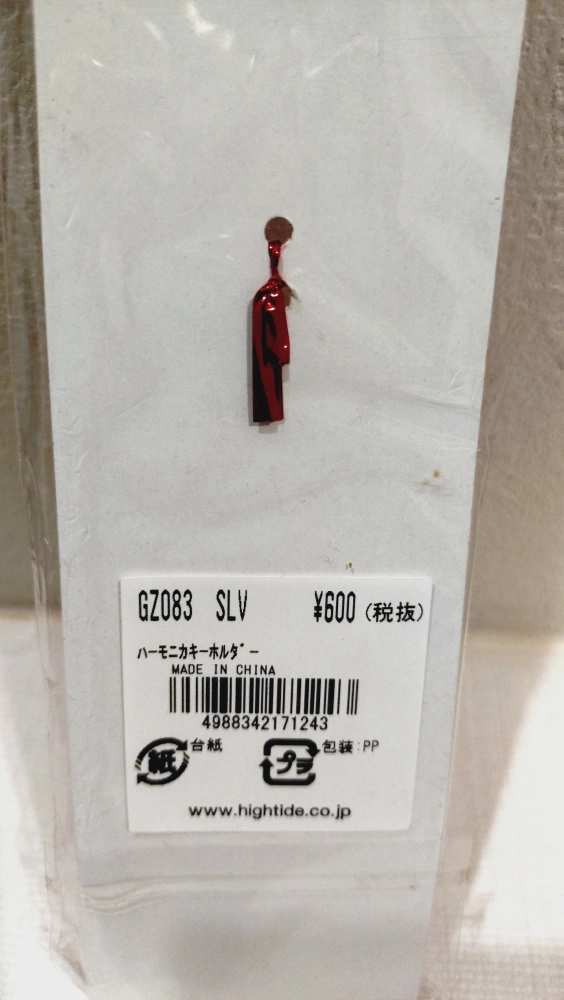 GZ083 SLV ¥600(税抜)
ハーモニカキーホルダー
MADE IN CHINA
4988342171243
紙 台紙 プラ 包装:PP
www.hightide.co.jp